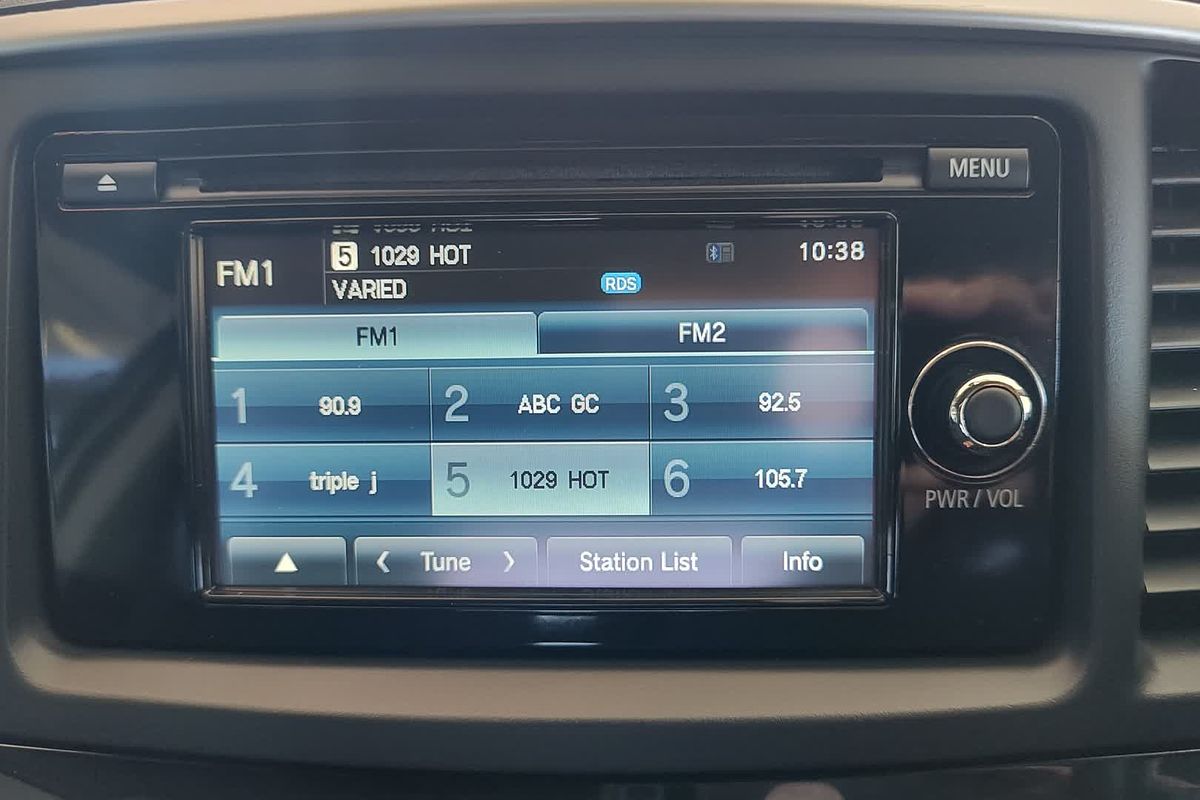 MENU
FM1
5 1029 HOT
10:38
VARIED
RDS
FM1
FM2
1 90.9
2 ABC GC
3 92.5
4 triple j
5 1029 HOT
6 105.7
Tune
Station List
Info
PWR / VOL